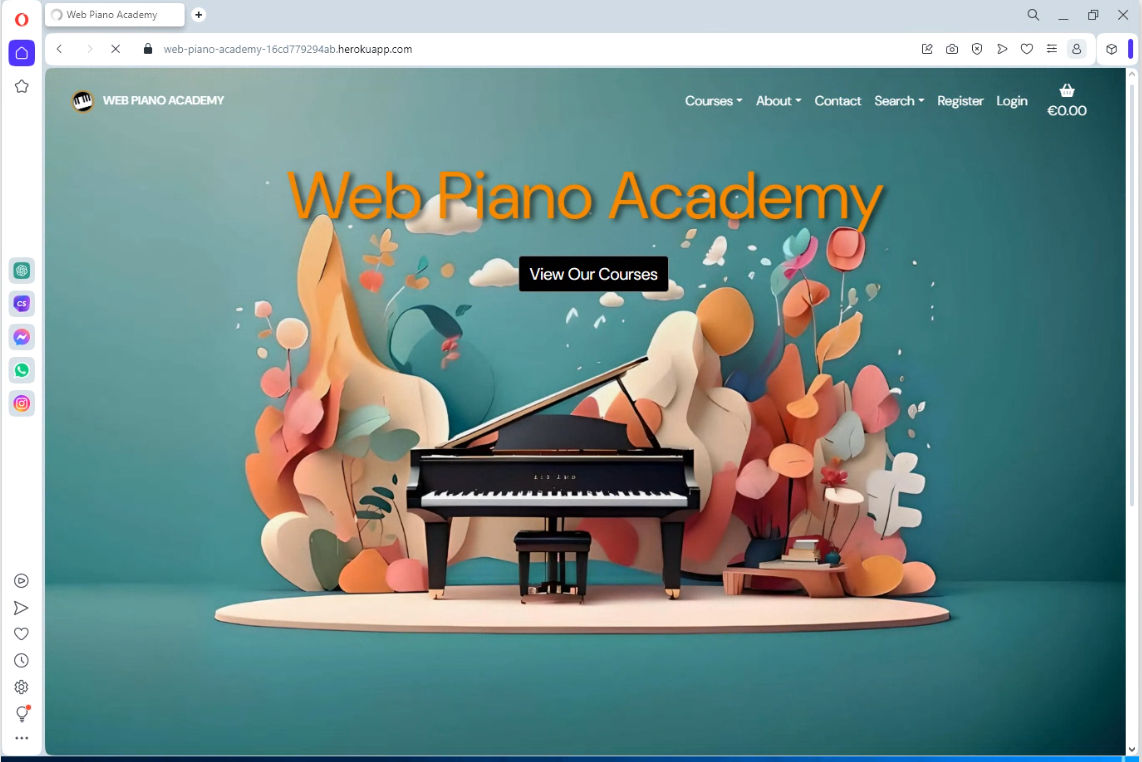 Web Piano Academy
web-piano-academy-16cd779294ab.herokuapp.com
WEB PIANO ACADEMY
Courses About Contact Search Register Login
€0.00
Web Piano Academy
View Our Courses